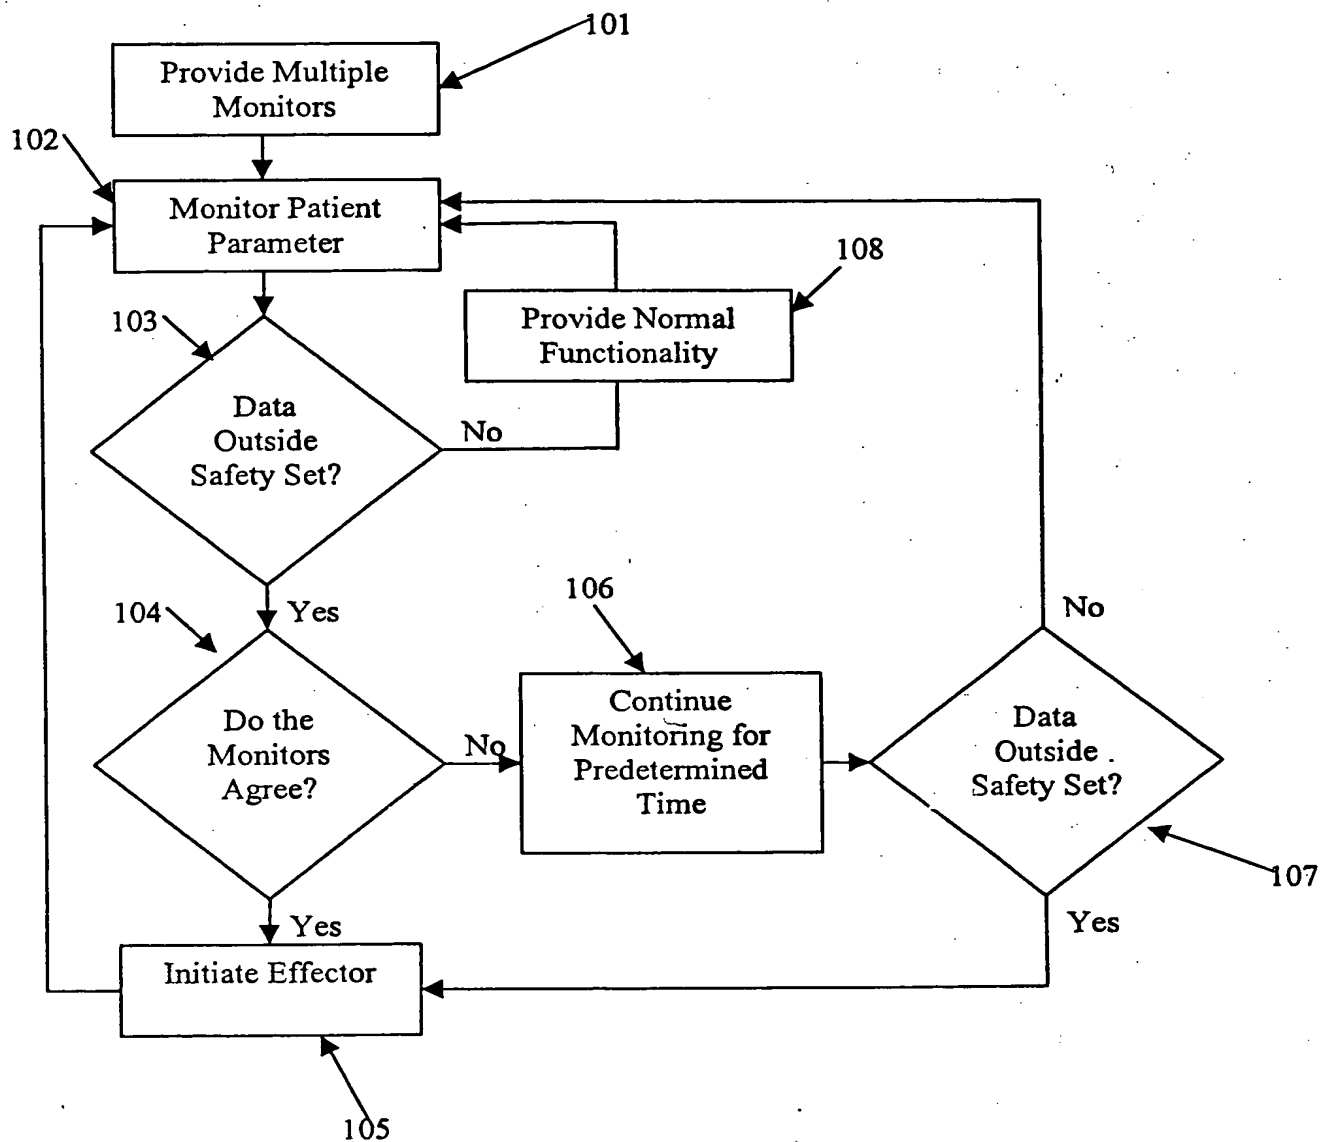 101
Provide Multiple
Monitors
102
Monitor Patient
Parameter
108
Provide Normal
Functionality
103
Data
Outside
Safety Set?
No
Yes
104
Do the
Monitors
Agree?
No
106
Continue
Monitoring for
Predetermined
Time
No
Data
Outside
Safety Set?
107
Yes
Yes
Initiate Effector
105